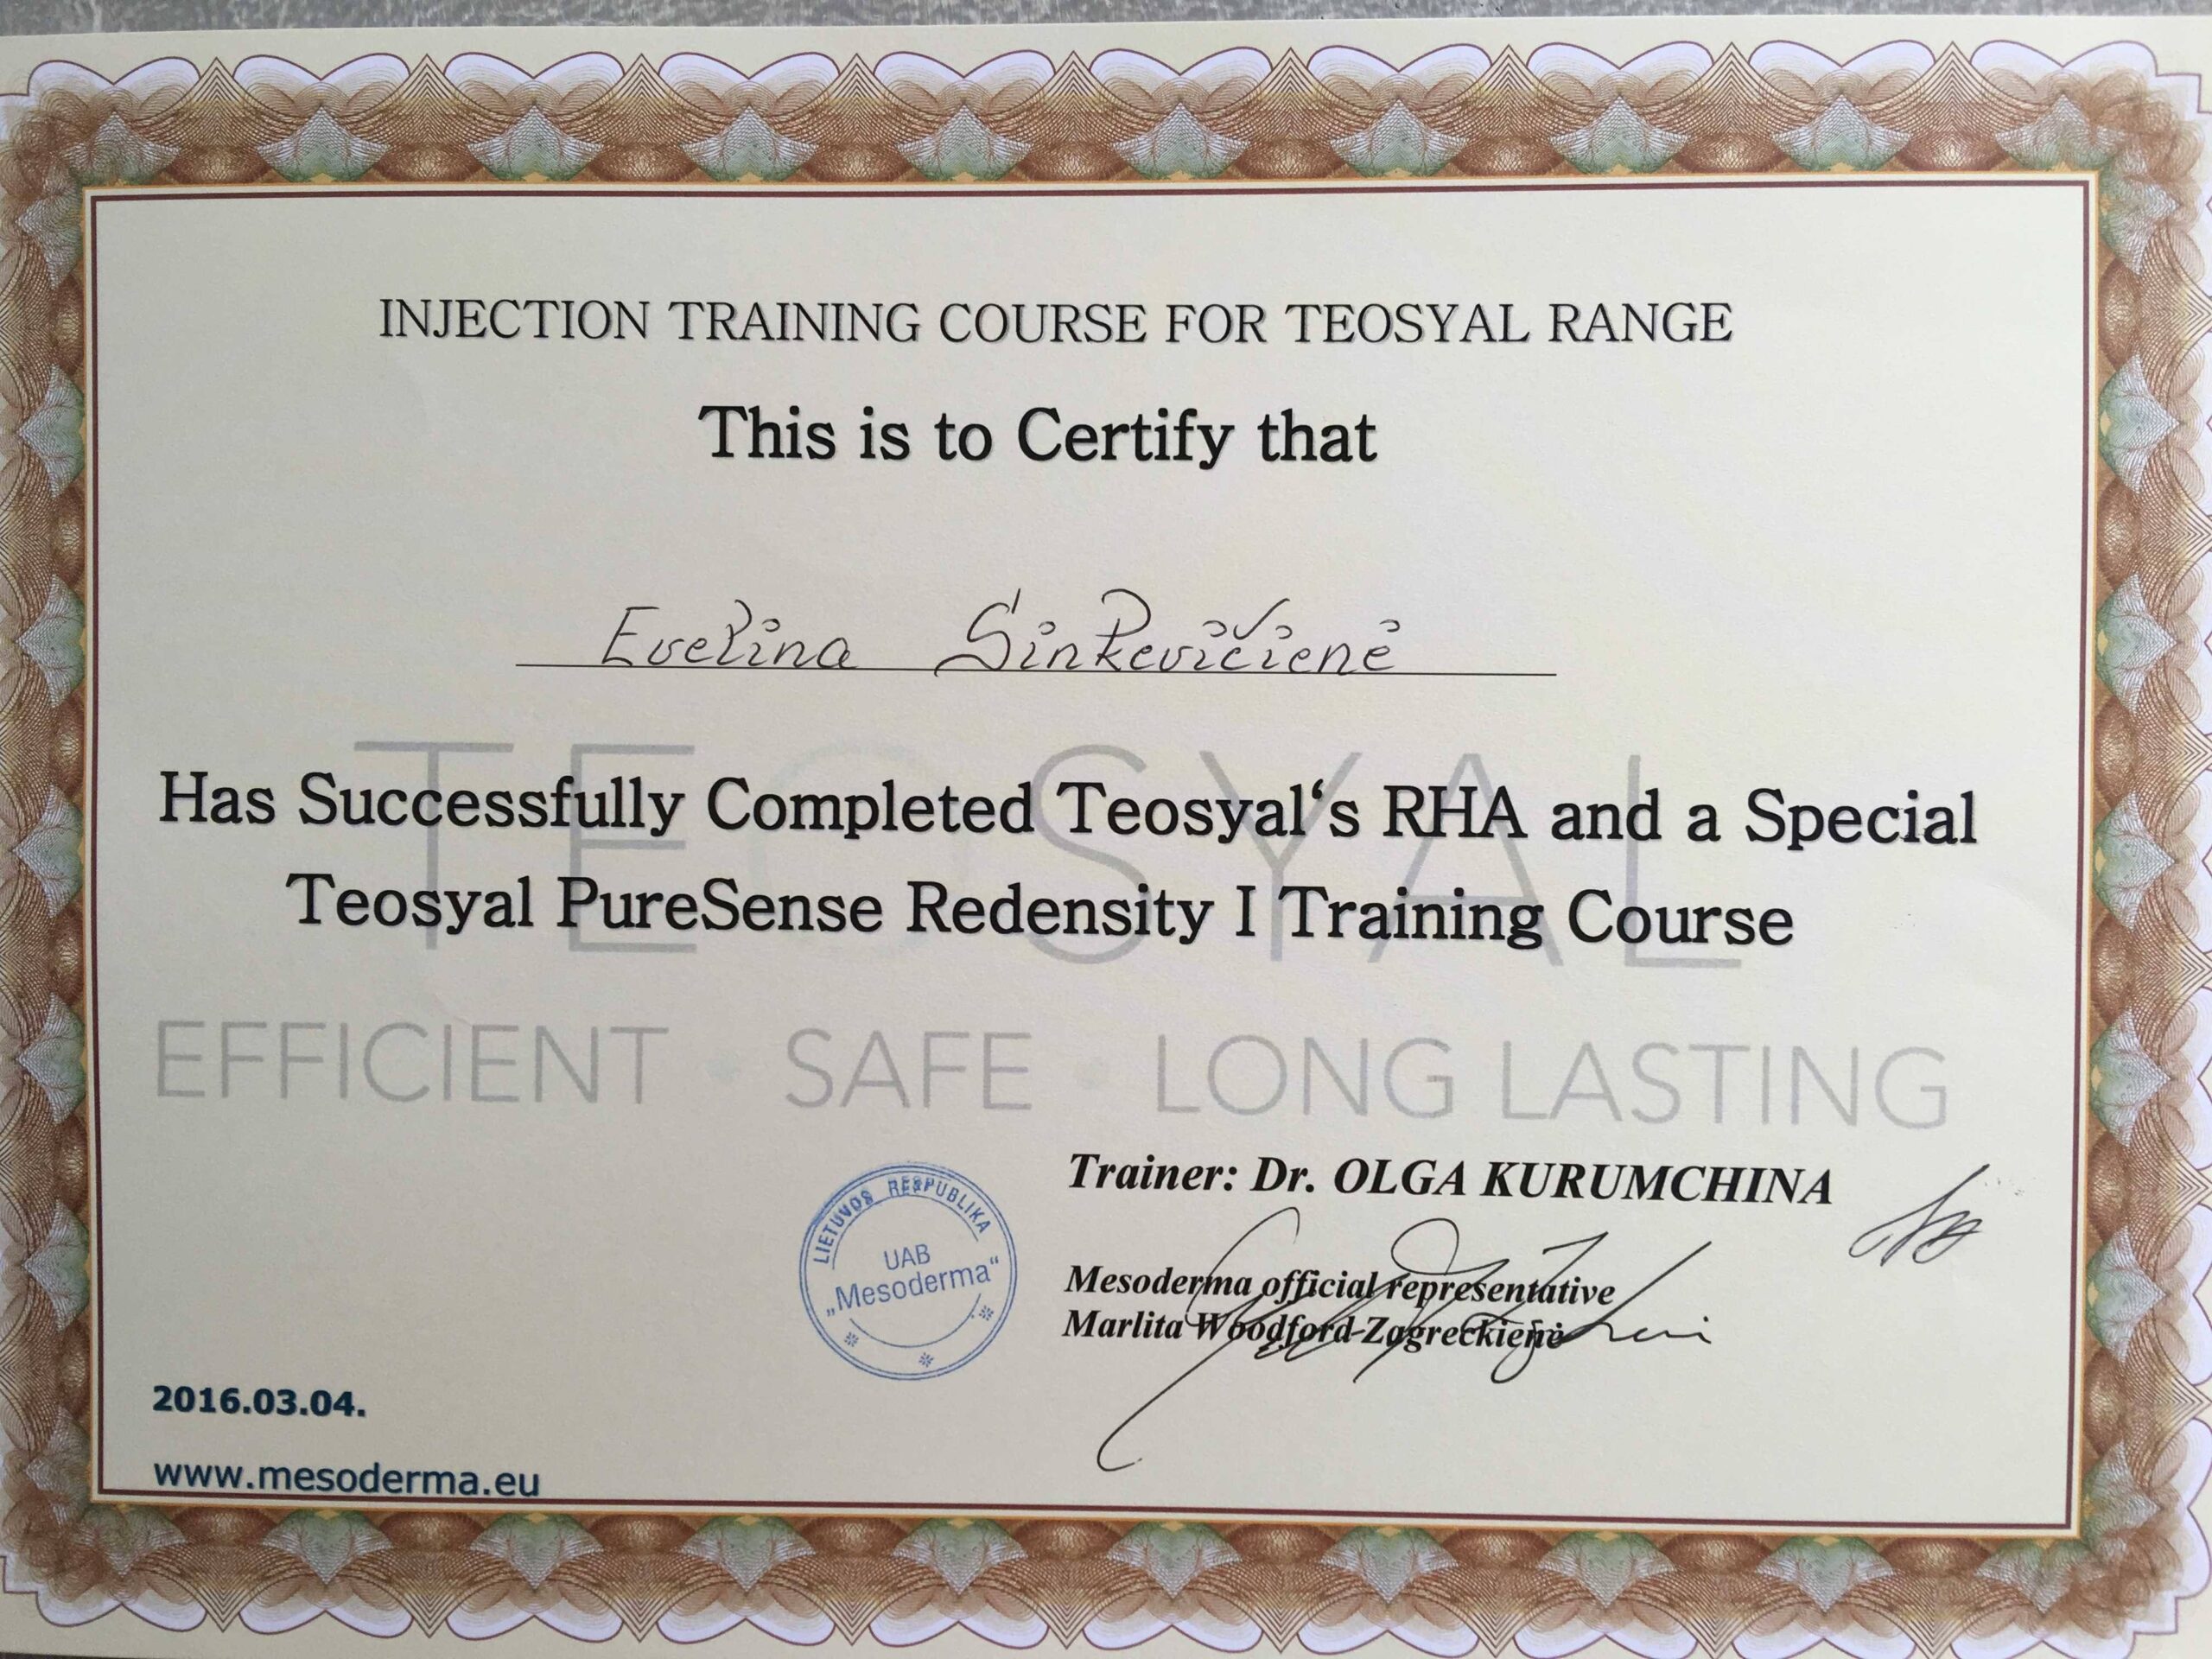 INJECTION TRAINING COURSE FOR TEOSYAL RANGE
This is to Certify that
Evelina Sinkevičienė
TEOSYAL
Has Successfully Completed Teosyal‘s RHA and a Special
Teosyal PureSense Redensity I Training Course
EFFICIENT • SAFE • LONG LASTING
Trainer: Dr. OLGA KURUMCHINA
LIETUVOS RESPUBLIKA
UAB
„Mesoderma“
Mesoderma official representative
Marlita Woodford-Zagreckienė
2016.03.04.
www.mesoderma.eu